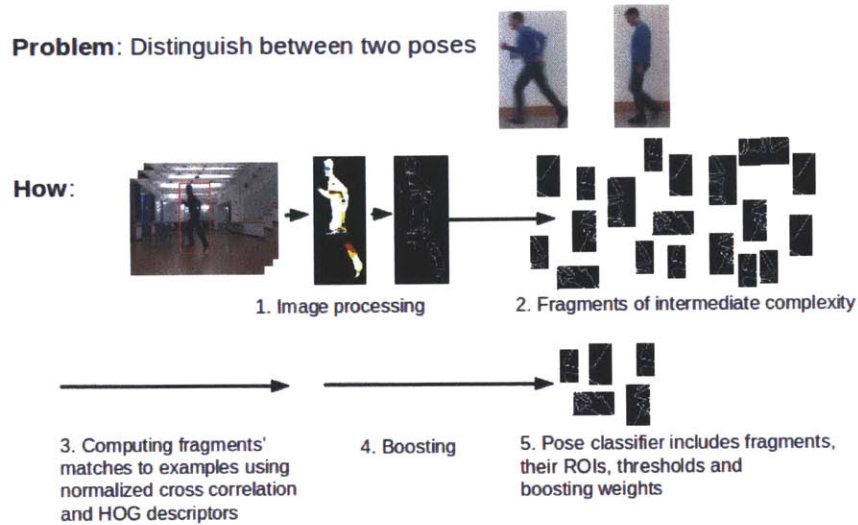 Problem: Distinguish between two poses
How:
1. Image processing
2. Fragments of intermediate complexity
3. Computing fragments'
matches to examples using
normalized cross correlation
and HOG descriptors
4. Boosting
5. Pose classifier includes fragments,
their ROIs, thresholds and
boosting weights